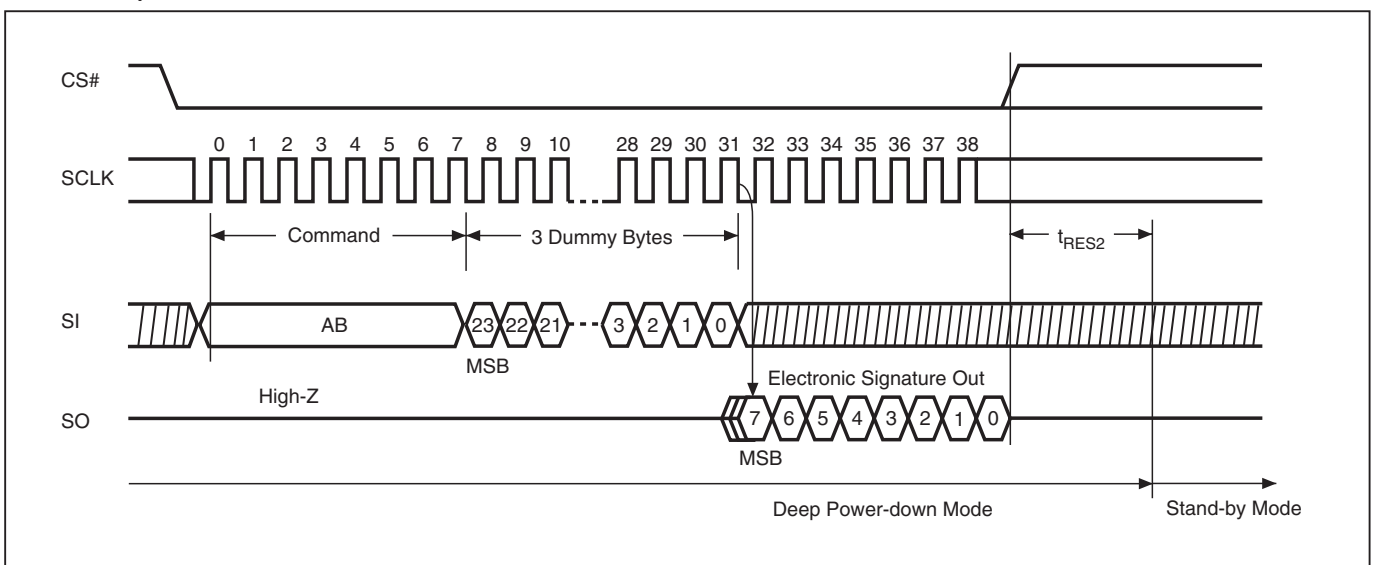 CS#
0 1 2 3 4 5 6 7 8 9 10 28 29 30 31 32 33 34 35 36 37 38
SCLK
Command 3 Dummy Bytes tRES2
SI AB 23 22 21 3 2 1 0
MSB
Electronic Signature Out
High-Z
SO 7 6 5 4 3 2 1 0
MSB
Deep Power-down Mode Stand-by Mode